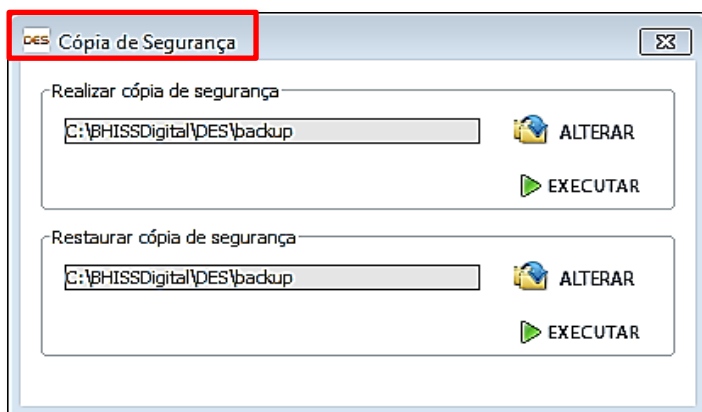 DES Cópia de Segurança
Realizar cópia de segurança
C:\BHISSDigital\DES\backup
ALTERAR
EXECUTAR
Restaurar cópia de segurança
C:\BHISSDigital\DES\backup
ALTERAR
EXECUTAR